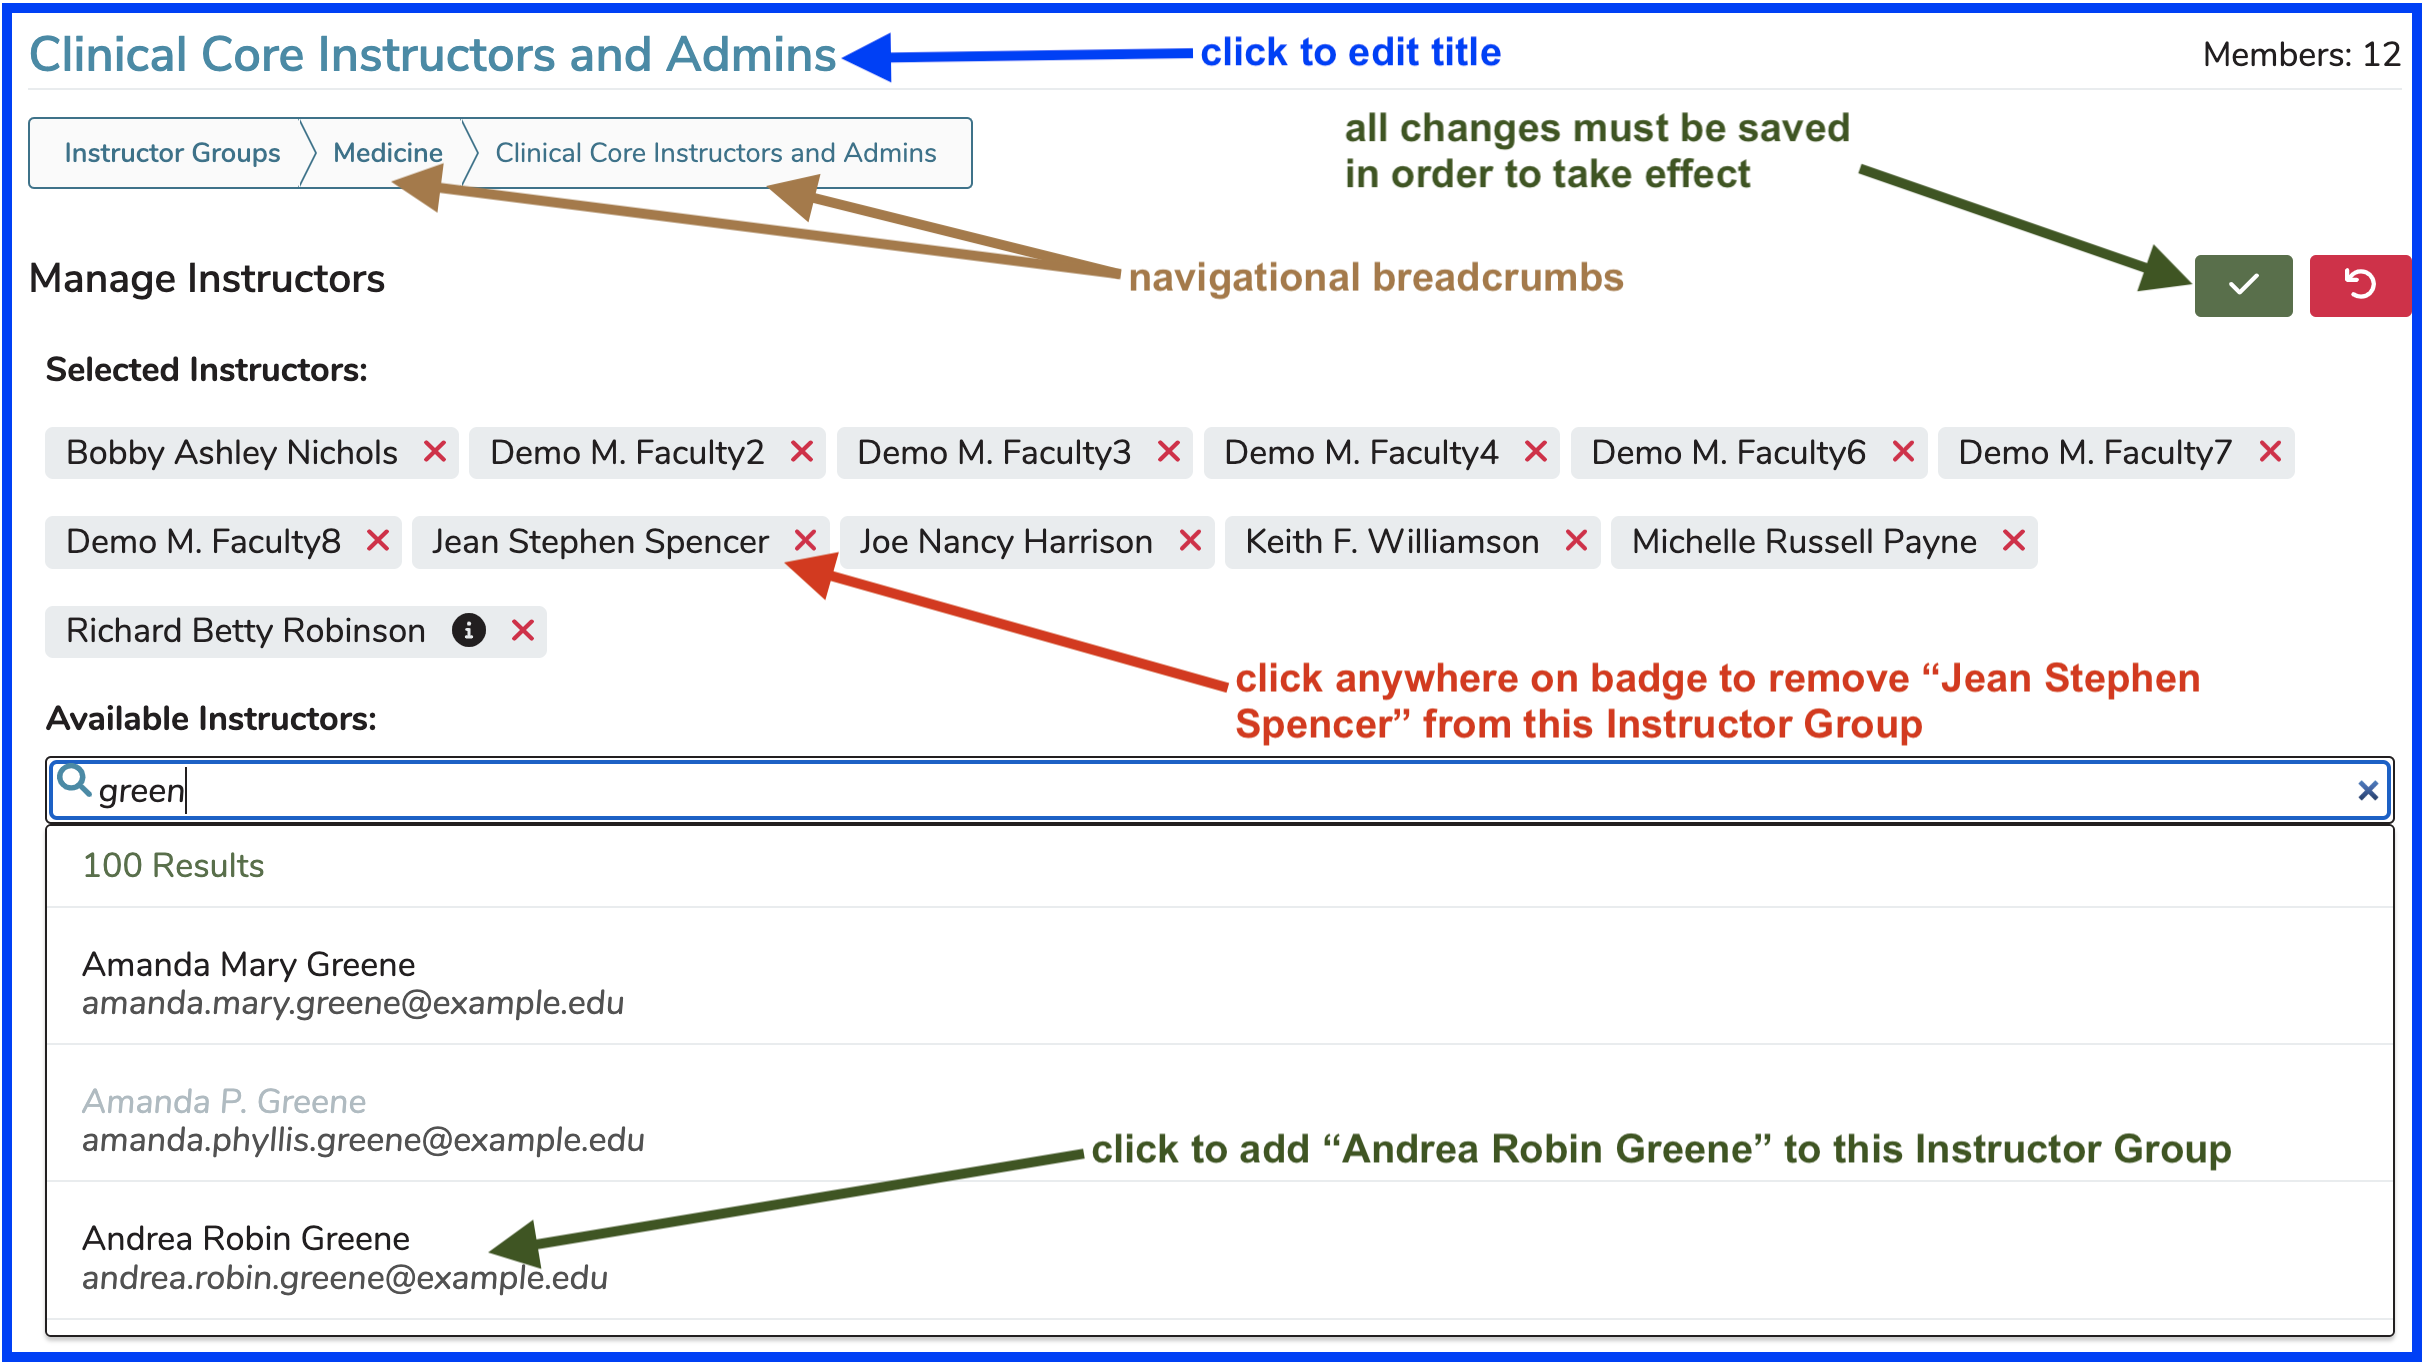 Clinical Core Instructors and Admins
click to edit title
Members: 12
Instructor Groups
Medicine
Clinical Core Instructors and Admins
all changes must be saved
in order to take effect
navigational breadcrumbs
Manage Instructors
Selected Instructors:
Bobby Ashley Nichols
Demo M. Faculty2
Demo M. Faculty3
Demo M. Faculty4
Demo M. Faculty6
Demo M. Faculty7
Demo M. Faculty8
Jean Stephen Spencer
Joe Nancy Harrison
Keith F. Williamson
Michelle Russell Payne
Richard Betty Robinson
click anywhere on badge to remove “Jean Stephen
Spencer” from this Instructor Group
Available Instructors:
green
100 Results
Amanda Mary Greene
amanda.mary.greene@example.edu
Amanda P. Greene
amanda.phyllis.greene@example.edu
click to add “Andrea Robin Greene” to this Instructor Group
Andrea Robin Greene
andrea.robin.greene@example.edu